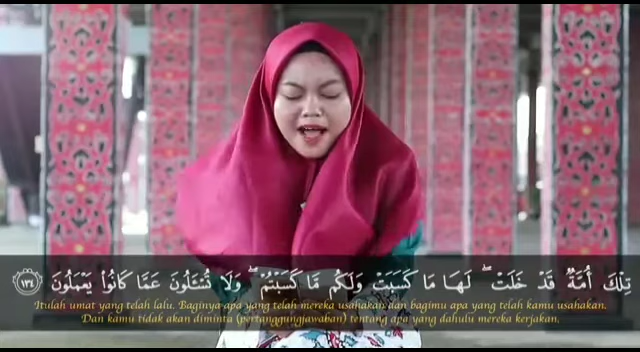 تِلْكَ أُمَّةٌ قَدْ خَلَتْ ۖ لَهَا مَا كَسَبَتْ وَلَكُم مَّا كَسَبْتُمْ ۖ وَلَا تُسْـَٔلُونَ عَمَّا كَانُوا۟ يَعْمَلُونَ ١٣٤
Itulah umat yang telah lalu. Baginya apa yang telah mereka usahakan dan bagimu apa yang telah kamu usahakan.
Dan kamu tidak akan diminta (pertanggungjawaban) tentang apa yang dahulu mereka kerjakan.